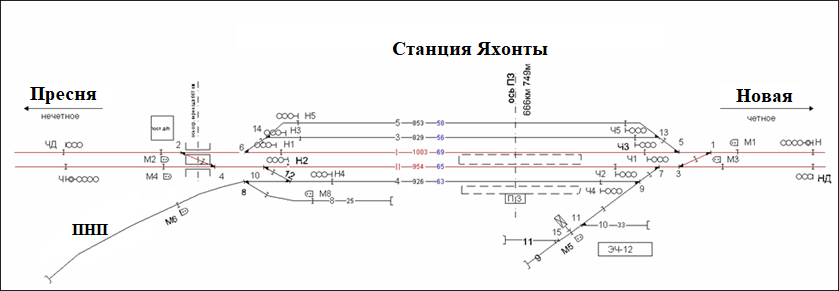 Станция Яхонты
Пресня
нечетное
Новая
четное
ось ПЗ
666км 749м
Н5
5 853 58
Ч5
13
14
Н3
3 829 56
2
6
Н1
Ч3
5
1
М1
Н
ЧД
М2
1003 69
Н2
Ч1
М3
Ч
М4
4
954 65
7
3
НД
10
12
Н4
4 926 63
Ч2
9
8
М8
8 25
П/З
Ч4
М6
ПНП
11
10 33
15
11
М5
9
ЭЧ-12